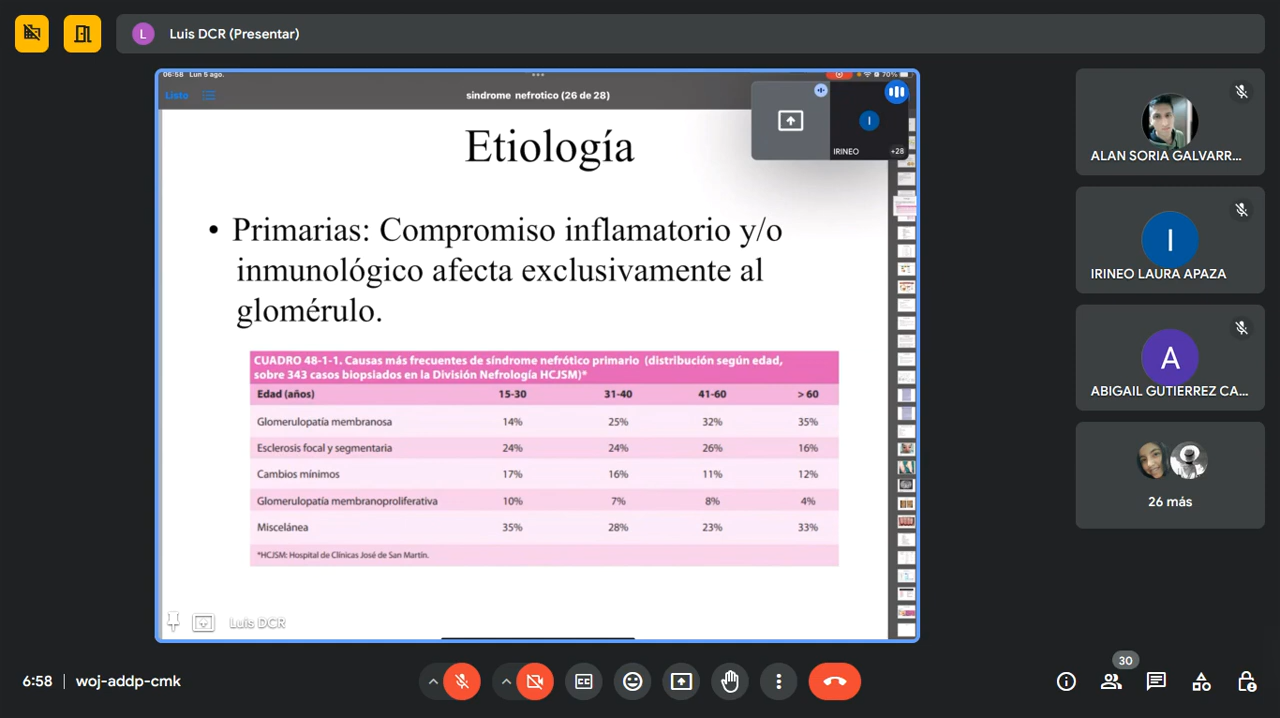 L
Luis DCR (Presentar)
06:58 Lun 5 ago.
70%
Listo
sindrome nefrotico (26 de 28)
I
IRINEO
+28
Etiología
• Primarias: Compromiso inflamatorio y/o
inmunológico afecta exclusivamente al
glomérulo.
CUADRO 48-1-1. Causas más frecuentes de síndrome nefrótico primario (distribución según edad,
sobre 343 casos biopsiados en la División Nefrología HCJSM)*
Edad (años) 15-30 31-40 41-60 > 60
Glomerulopatía membranosa 14% 25% 32% 35%
Esclerosis focal y segmentaria 24% 24% 26% 16%
Cambios mínimos 17% 16% 11% 12%
Glomerulopatía membranoproliferativa 10% 7% 8% 4%
Miscelánea 35% 28% 23% 33%
*HCJSM: Hospital de Clínicas José de San Martín.
Luis DCR
ALAN SORIA GALVARR...
I
IRINEO LAURA APAZA
A
ABIGAIL GUTIERREZ CA...
26 más
6:58 | woj-addp-cmk
30